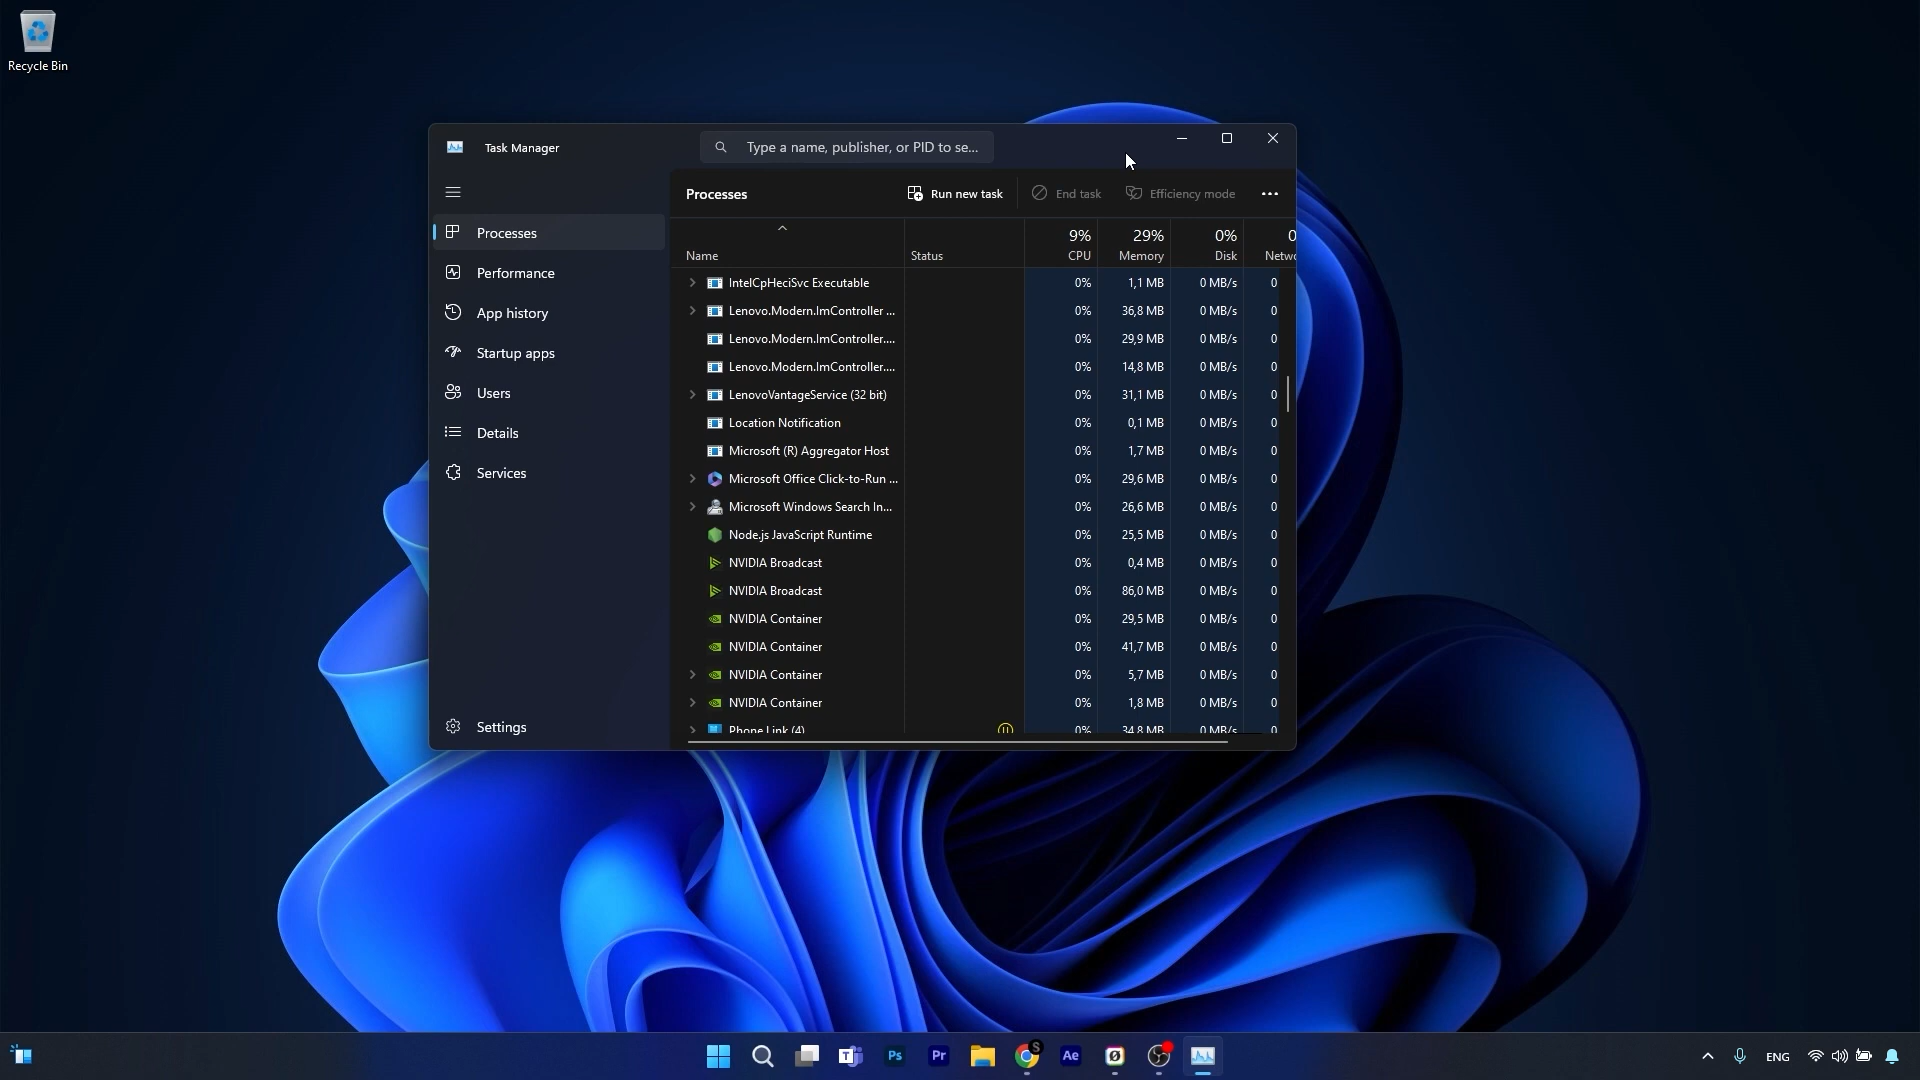 Recycle Bin
Task Manager
Type a name, publisher, or PID to se...
Processes
Run new task
End task
Efficiency mode
Processes
Performance
App history
Startup apps
Users
Details
Services
Settings
9% 29% 0% 0
Name Status CPU Memory Disk Netwo
IntelCpHeciSvc Executable 0% 1,1 MB 0 MB/s 0
Lenovo.Modern.ImController ... 0% 36,8 MB 0 MB/s 0
Lenovo.Modern.ImController.... 0% 29,9 MB 0 MB/s 0
Lenovo.Modern.ImController.... 0% 14,8 MB 0 MB/s 0
LenovoVantageService (32 bit) 0% 31,1 MB 0 MB/s 0
Location Notification 0% 0,1 MB 0 MB/s 0
Microsoft (R) Aggregator Host 0% 1,7 MB 0 MB/s 0
Microsoft Office Click-to-Run ... 0% 29,6 MB 0 MB/s 0
Microsoft Windows Search In... 0% 26,6 MB 0 MB/s 0
Node.js JavaScript Runtime 0% 25,5 MB 0 MB/s 0
NVIDIA Broadcast 0% 0,4 MB 0 MB/s 0
NVIDIA Broadcast 0% 86,0 MB 0 MB/s 0
NVIDIA Container 0% 29,5 MB 0 MB/s 0
NVIDIA Container 0% 41,7 MB 0 MB/s 0
NVIDIA Container 0% 5,7 MB 0 MB/s 0
NVIDIA Container 0% 1,8 MB 0 MB/s 0
Phone Link (4) 0% 34,8 MB 0 MB/s 0
T Ps Pr S Ae ENG